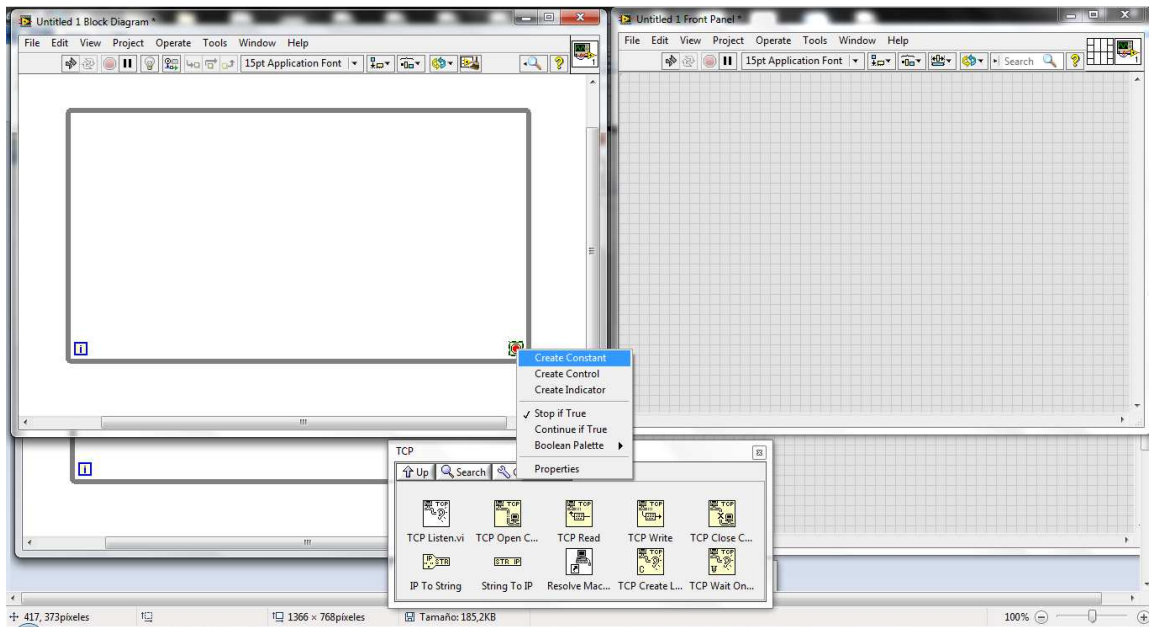 Untitled 1 Block Diagram *
File Edit View Project Operate Tools Window Help
15pt Application Font
1
i
Untitled 1 Front Panel *
File Edit View Project Operate Tools Window Help
15pt Application Font
Search
1
Create Constant
Create Control
Create Indicator
✓ Stop if True
Continue if True
Boolean Palette
Properties
i
TCP
Up Search
TCP Listen.vi TCP Open C... TCP Read TCP Write TCP Close C...
IP To String String To IP Resolve Mac... TCP Create L... TCP Wait On...
417, 373píxeles 1366 × 768píxeles Tamaño: 185,2KB 100%